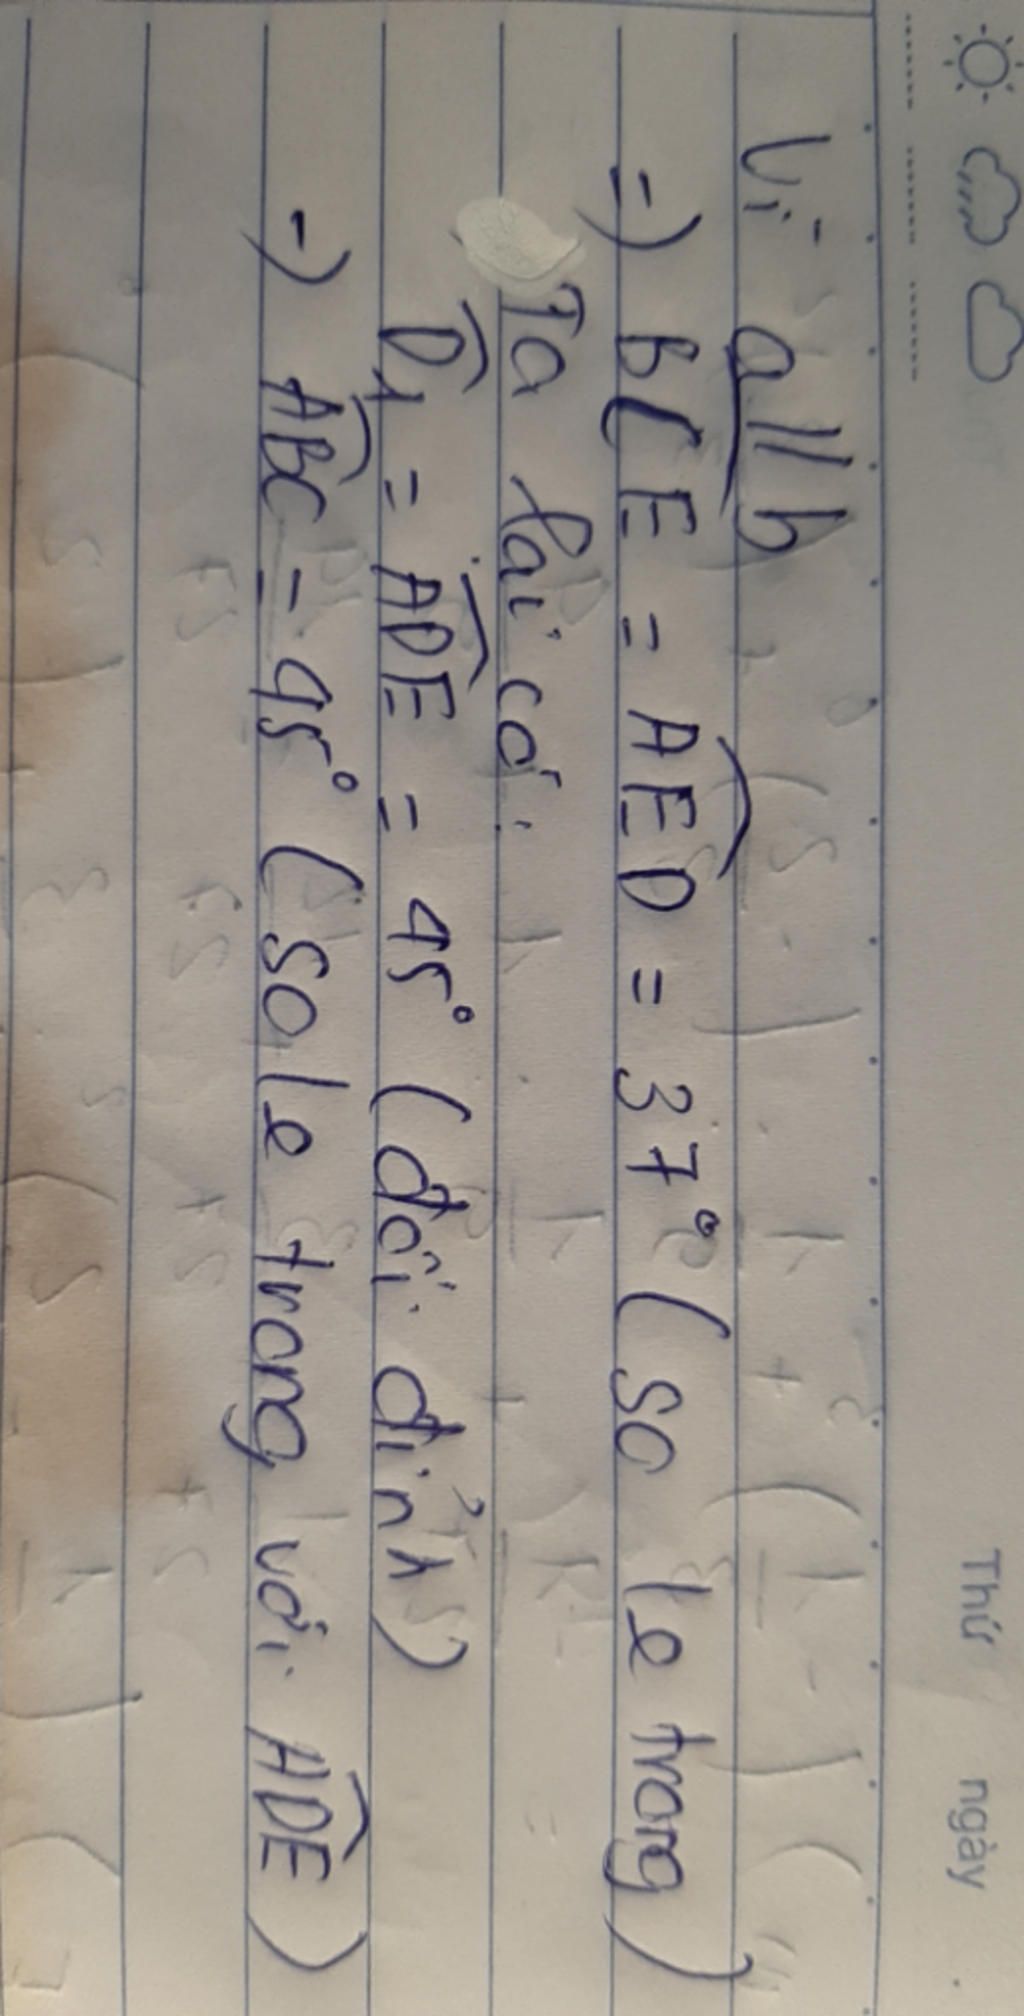 Thứ ngày
Vì a//b
=) BCE = AED = 37° (so le trong)
Ta lại có:
D1 = ADE = 45° (đối đỉnh)
-) ABC = 45° (so le trong với ADE)